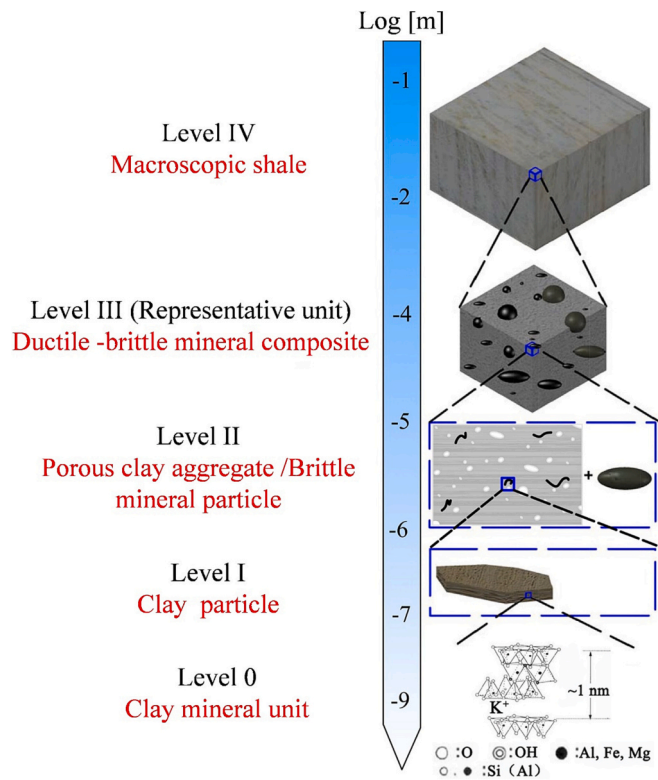 Log [m]
-1
Level IV
Macroscopic shale
-2
Level III (Representative unit)
-4
Ductile -brittle mineral composite
-5
Level II
Porous clay aggregate /Brittle
mineral particle
+
-6
Level I
Clay particle
-7
Level 0
Clay mineral unit
-9
K+
~1 nm
:O :OH :Al, Fe, Mg
:Si (Al)